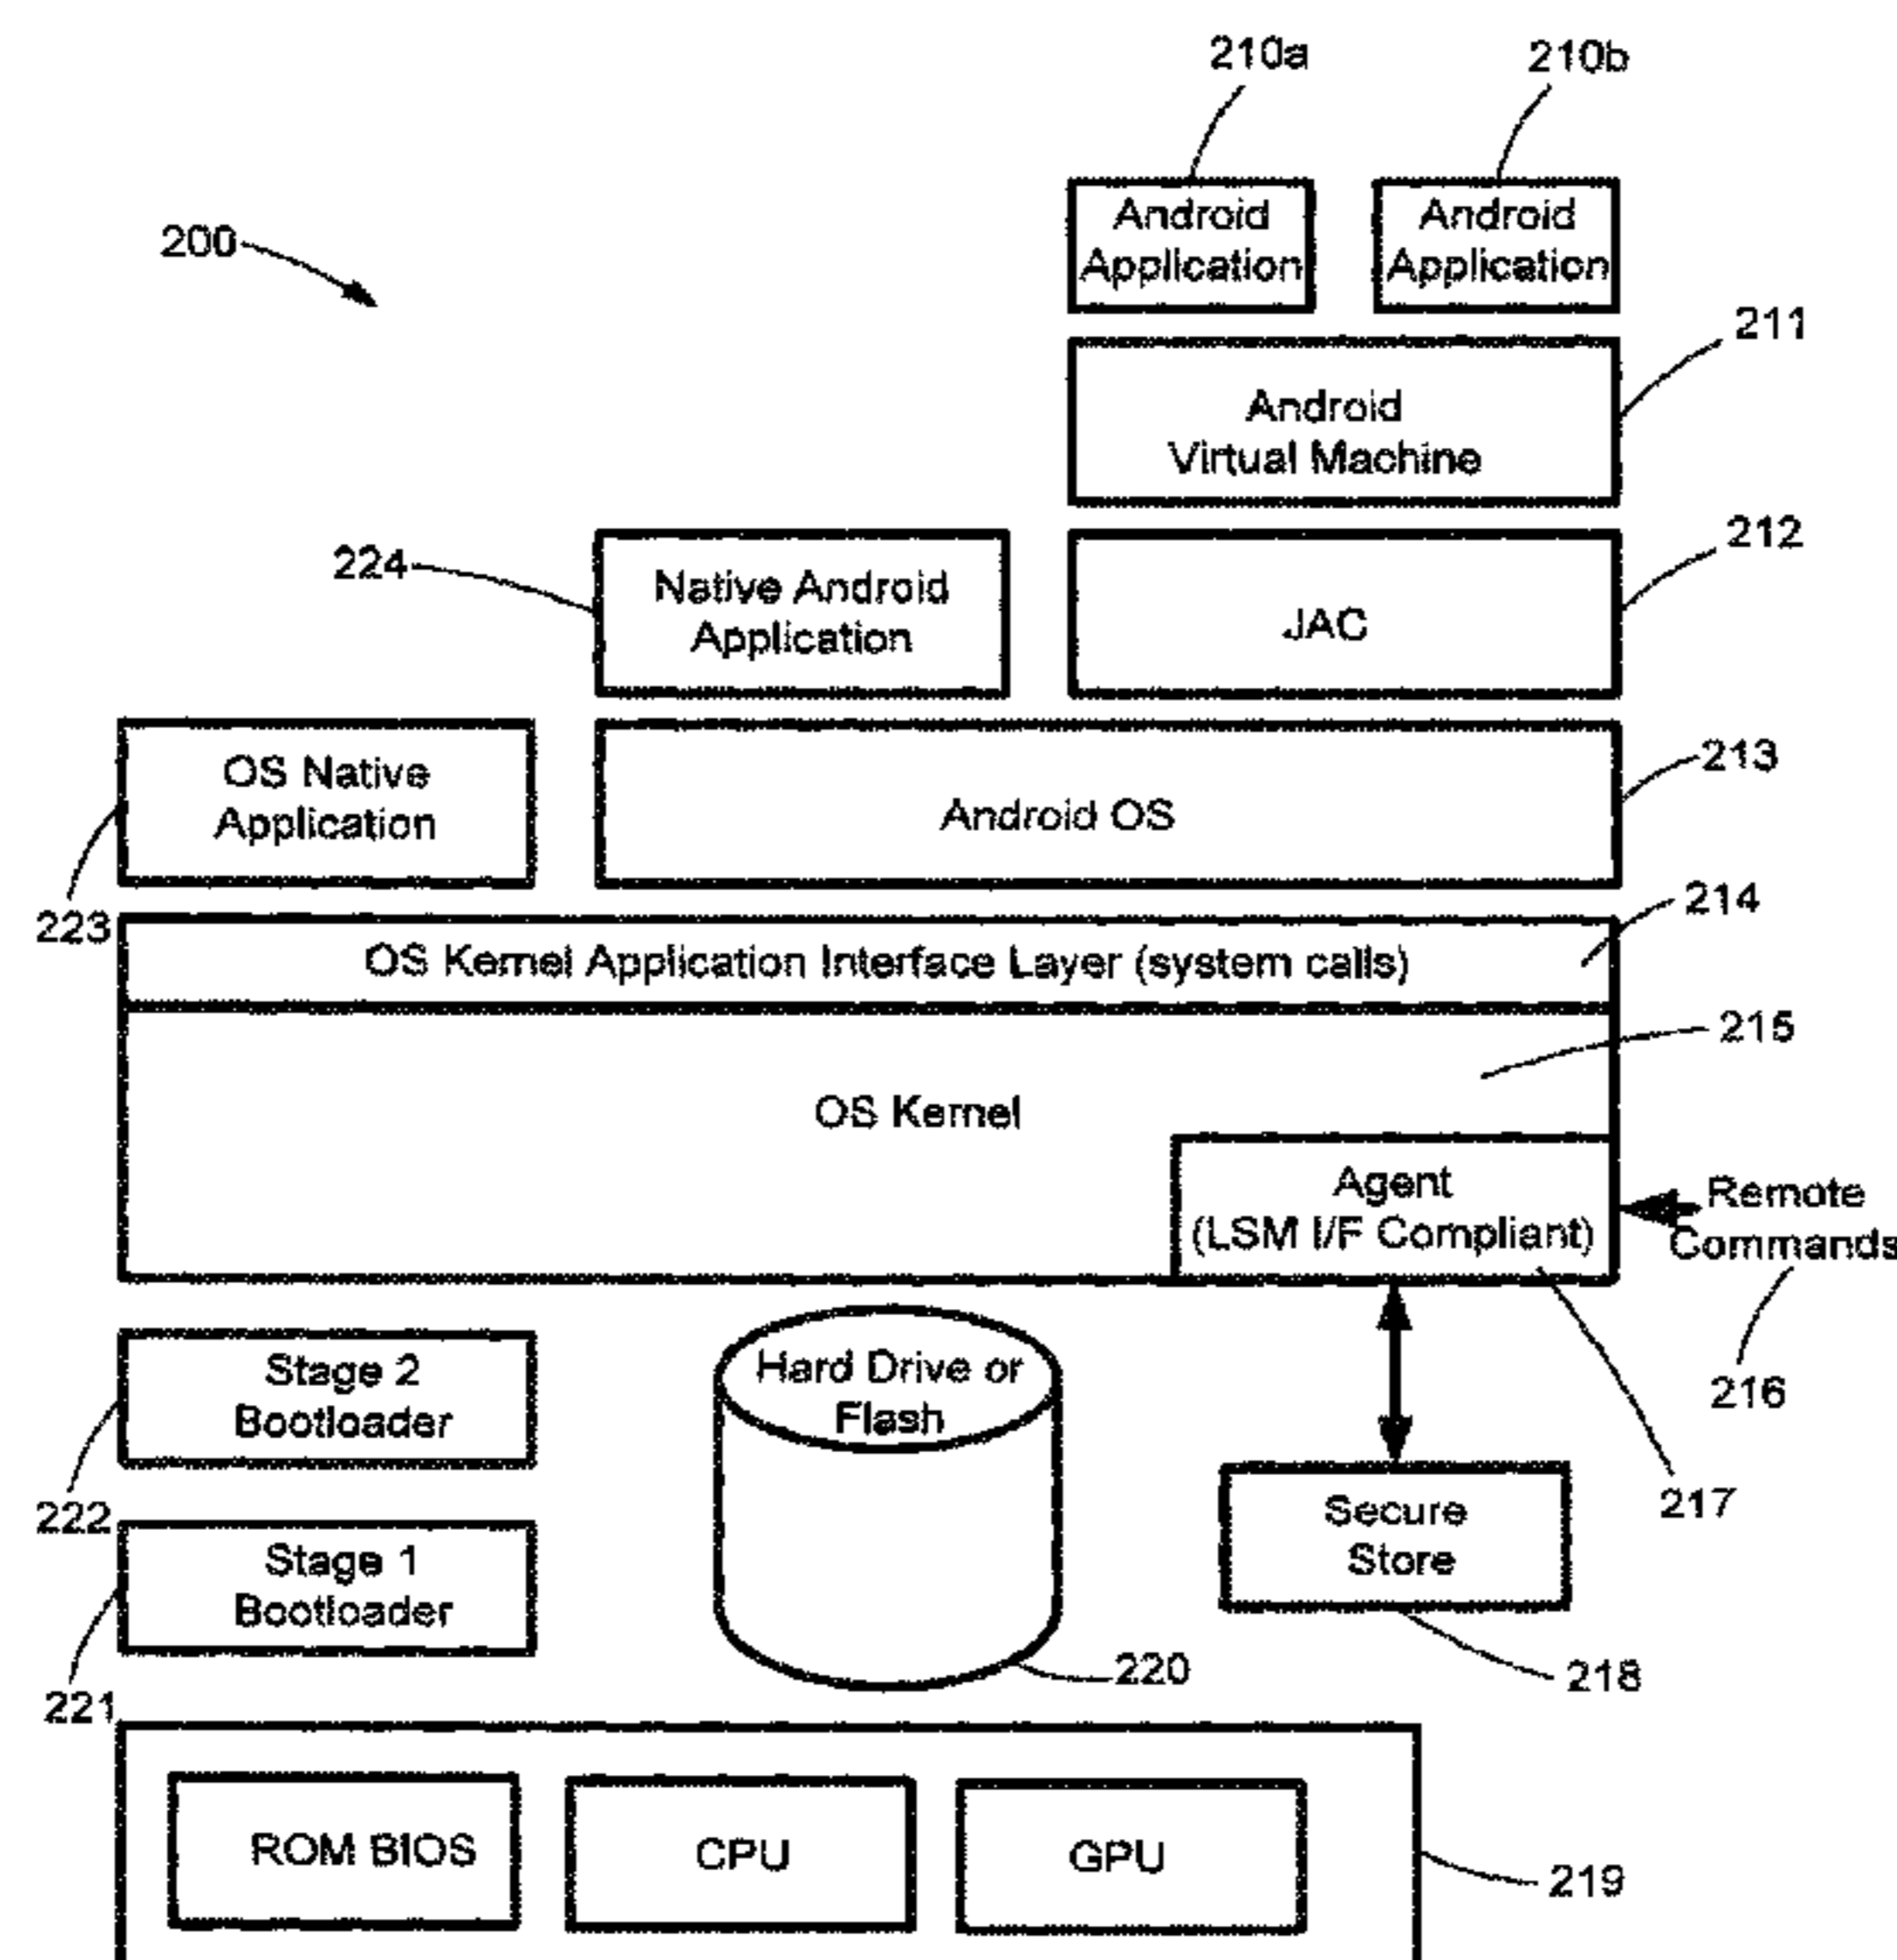 210a
210b
200
Android
Application
Android
Application
211
Android
Virtual Machine
212
224
Native Android
Application
JAC
213
OS Native
Application
Android OS
214
223
OS Kernel Application Interface Layer (system calls)
215
OS Kernel
Agent
(LSM I/F Compliant)
Remote
Commands
216
Stage 2
Bootloader
Hard Drive or
Flash
222
217
Secure
Store
Stage 1
Bootloader
220
218
221
ROM BIOS
CPU
GPU
219